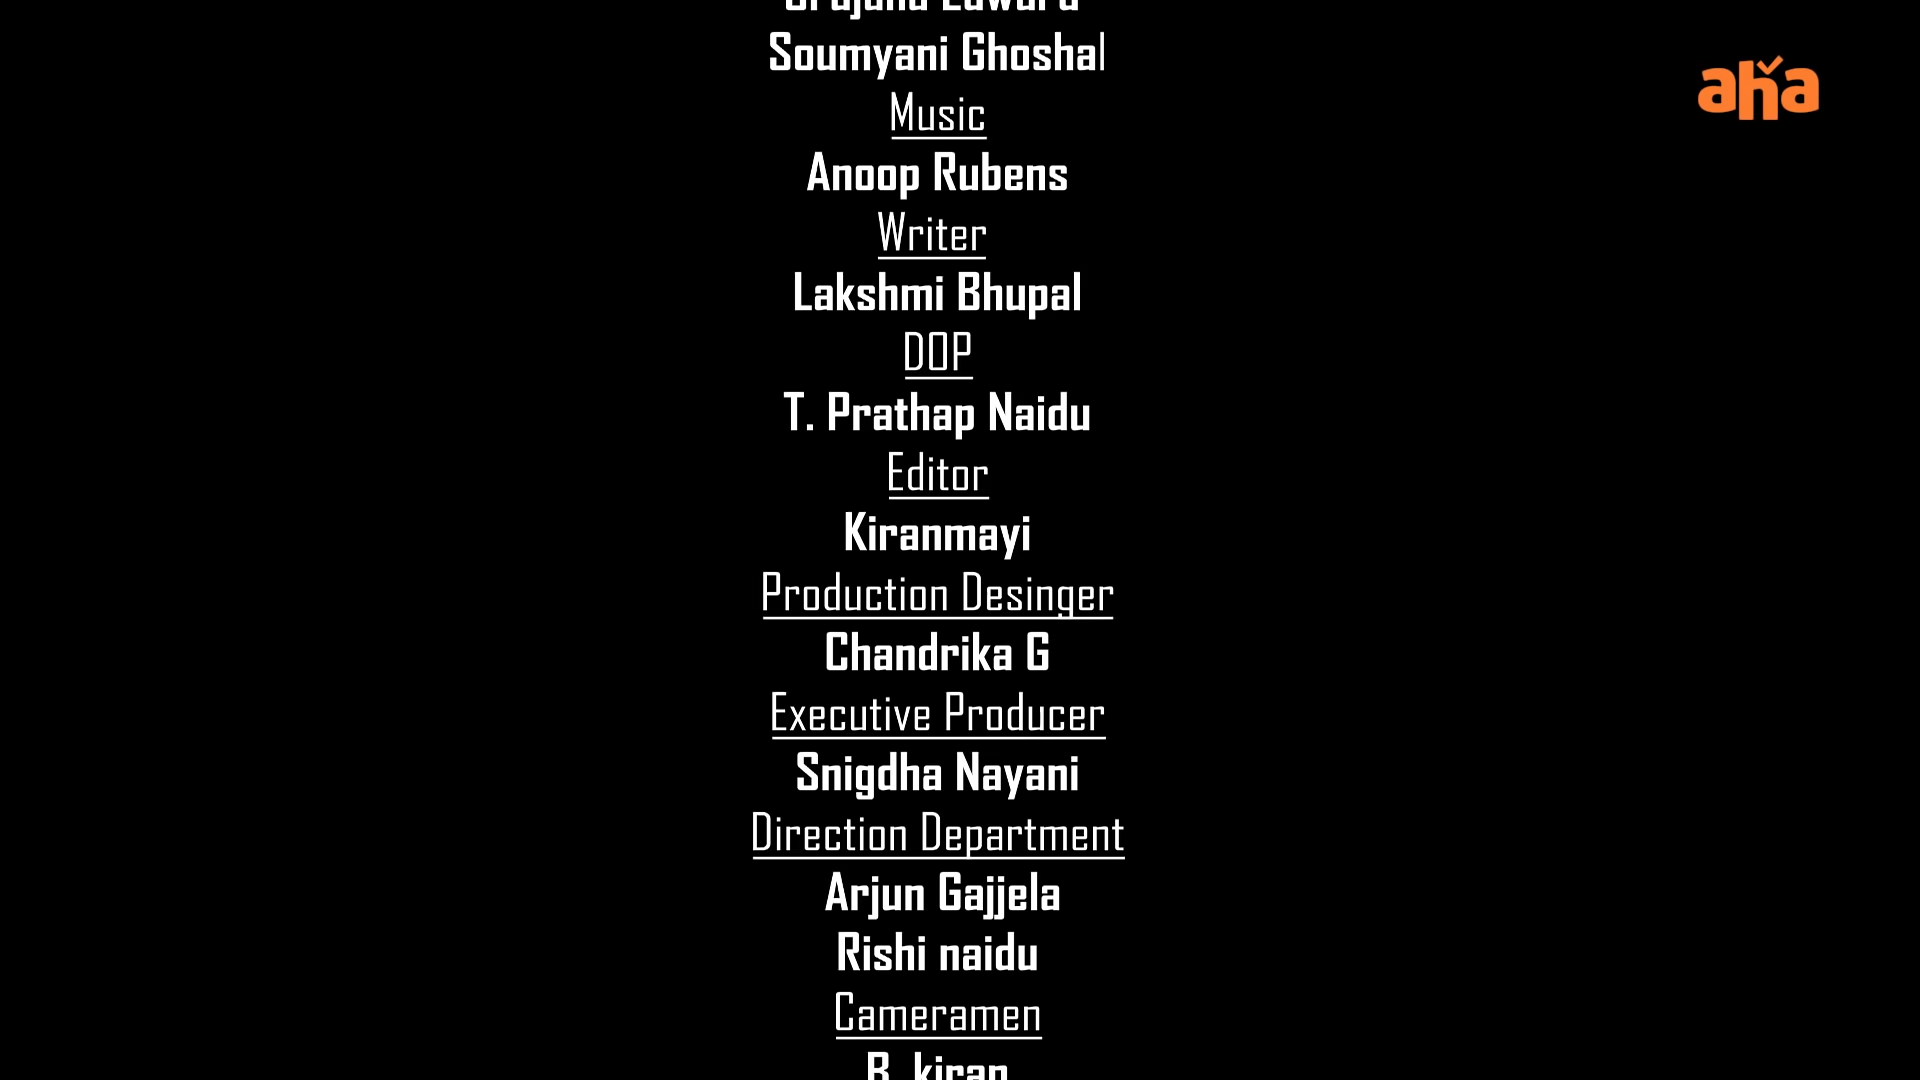 Soumyani Ghoshal
Music
Anoop Rubens
Writer
Lakshmi Bhupal
DOP
T. Prathap Naidu
Editor
Kiranmayi
Production Desinger
Chandrika G
Executive Producer
Snigdha Nayani
Direction Department
Arjun Gajjela
Rishi naidu
Cameramen
B. kiran
aha